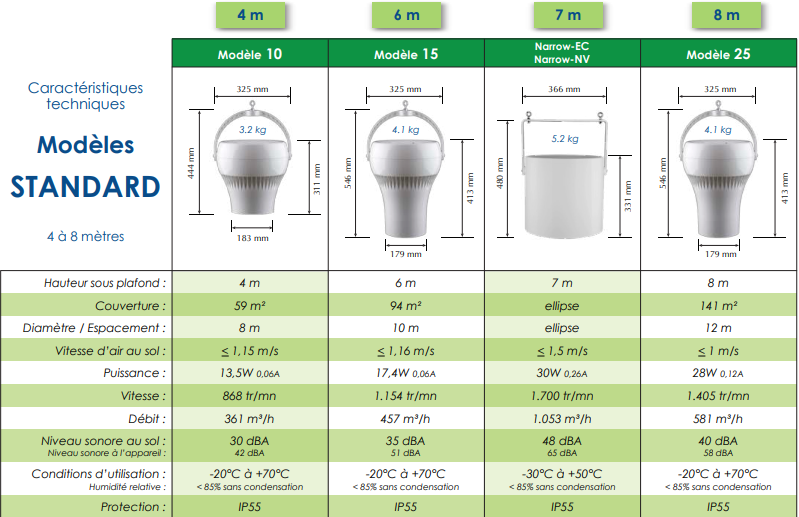 4 m 6 m 7 m 8 m
Modèle 10 Modèle 15 Narrow-EC Modèle 25
Narrow-NV
Caractéristiques
techniques
Modèles
STANDARD
4 à 8 mètres
325 mm 325 mm 366 mm 325 mm
3.2 kg 4.1 kg 5.2 kg 4.1 kg
444 mm 311 mm 546 mm 413 mm 480 mm 331 mm 546 mm 413 mm
183 mm 179 mm 179 mm
Hauteur sous plafond : 4 m 6 m 7 m 8 m
Couverture : 59 m² 94 m² ellipse 141 m²
Diamètre / Espacement : 8 m 10 m ellipse 12 m
Vitesse d'air au sol : ≤ 1,15 m/s ≤ 1,16 m/s ≤ 1,5 m/s ≤ 1 m/s
Puissance : 13,5W 0,06A 17,4W 0,06A 30W 0,26A 28W 0,12A
Vitesse : 868 tr/mn 1.154 tr/mn 1.700 tr/mn 1.405 tr/mn
Débit : 361 m³/h 457 m³/h 1.053 m³/h 581 m³/h
Niveau sonore au sol : 30 dBA 35 dBA 48 dBA 40 dBA
Niveau sonore à l'appareil : 42 dBA 51 dBA 65 dBA 58 dBA
Conditions d'utilisation : -20°C à +70°C -20°C à +70°C -30°C à +50°C -20°C à +70°C
Humidité relative : < 85% sans condensation < 85% sans condensation < 85% sans condensation < 85% sans condensation
Protection : IP55 IP55 IP55 IP55